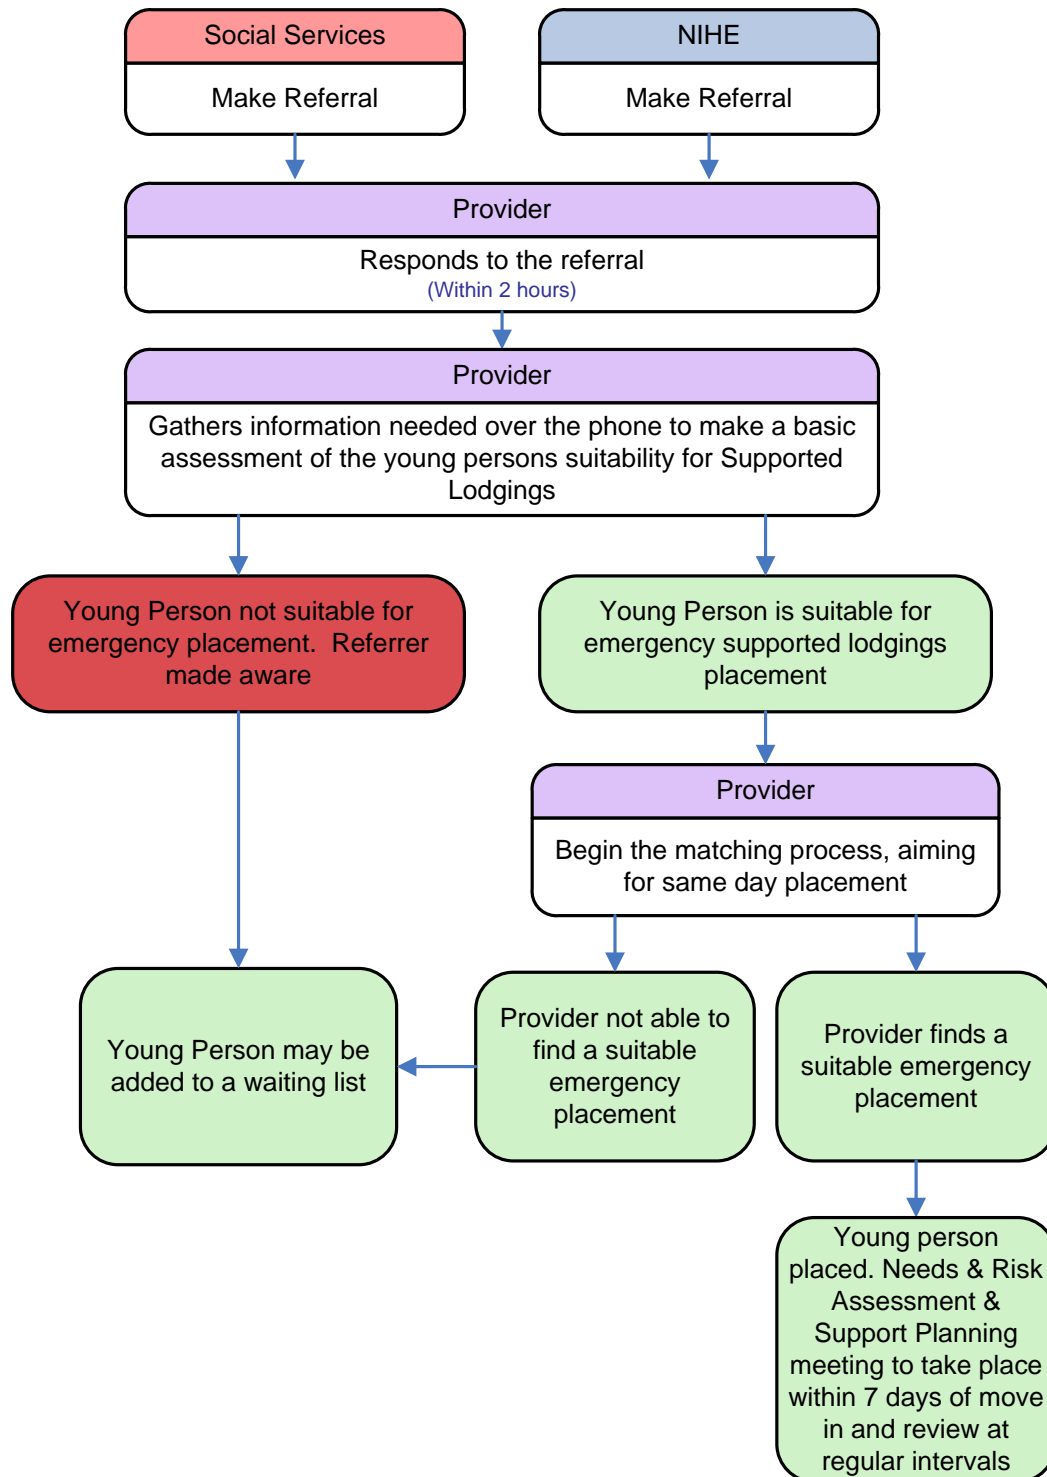 Social Services
Make Referral
NIHE
Make Referral
Provider
Responds to the referral
(Within 2 hours)
Provider
Gathers information needed over the phone to make a basic
assessment of the young persons suitability for Supported
Lodgings
Young Person not suitable for
emergency placement.  Referrer
made aware
Young Person is suitable for
emergency supported lodgings
placement
Provider
Begin the matching process, aiming
for same day placement
Young Person may be
added to a waiting list
Provider not able to
find a suitable
emergency
placement
Provider finds a
suitable emergency
placement
Young person
placed. Needs & Risk
Assessment &
Support Planning
meeting to take place
within 7 days of move
in and review at
regular intervals